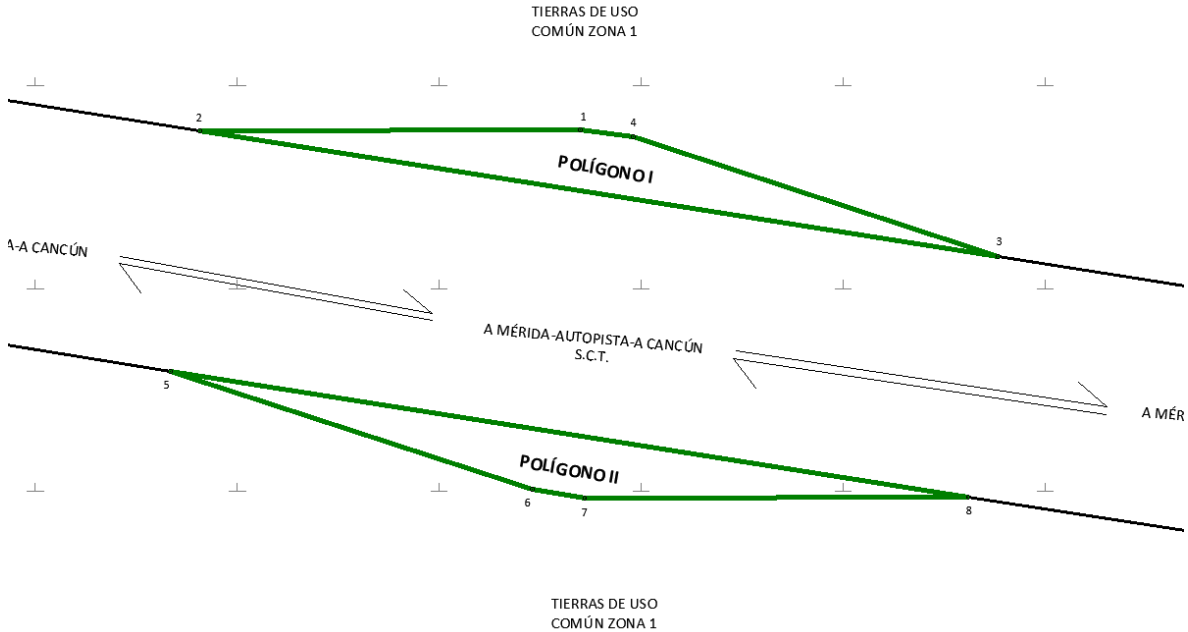 TIERRAS DE USO
COMÚN ZONA 1
2
1
4
POLÍGONO I
3
A-A CANCÚN
A MÉRIDA-AUTOPISTA-A CANCÚN
S.C.T.
A MÉR
5
POLÍGONO II
6
7
8
TIERRAS DE USO
COMÚN ZONA 1